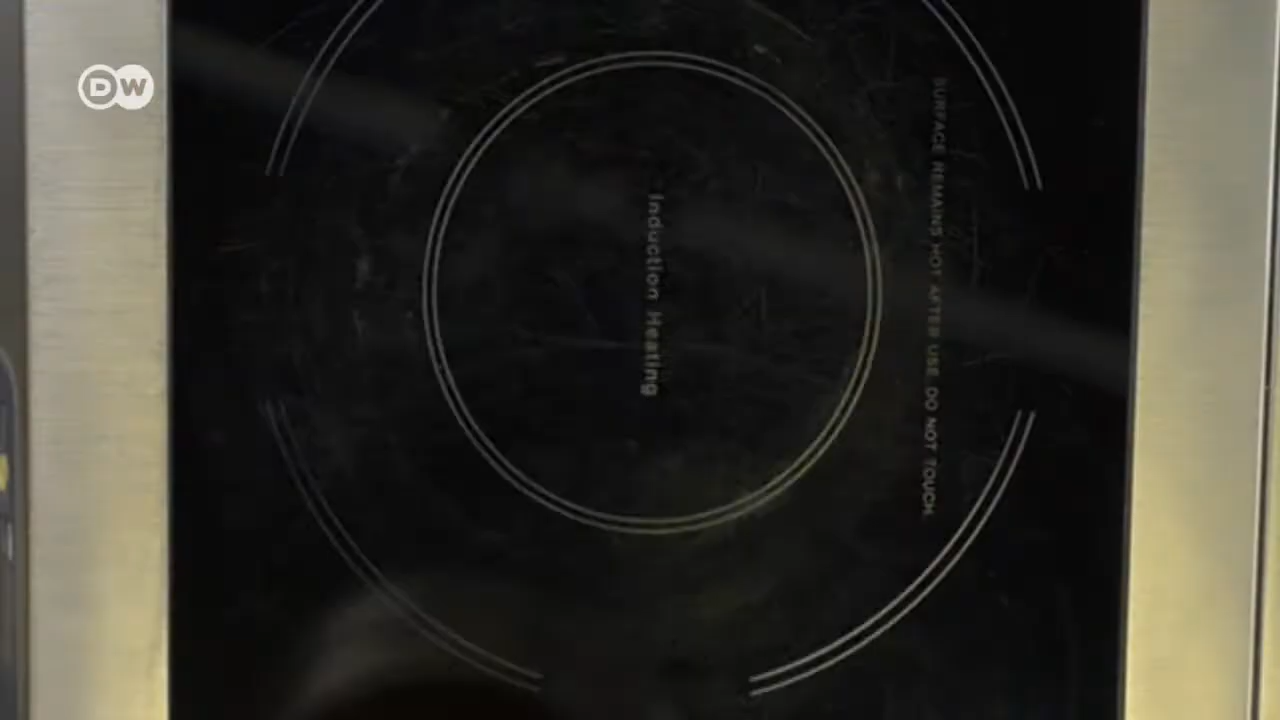 DW
Induction Heating
SURFACE REMAINS HOT AFTER USE. DO NOT TOUCH.